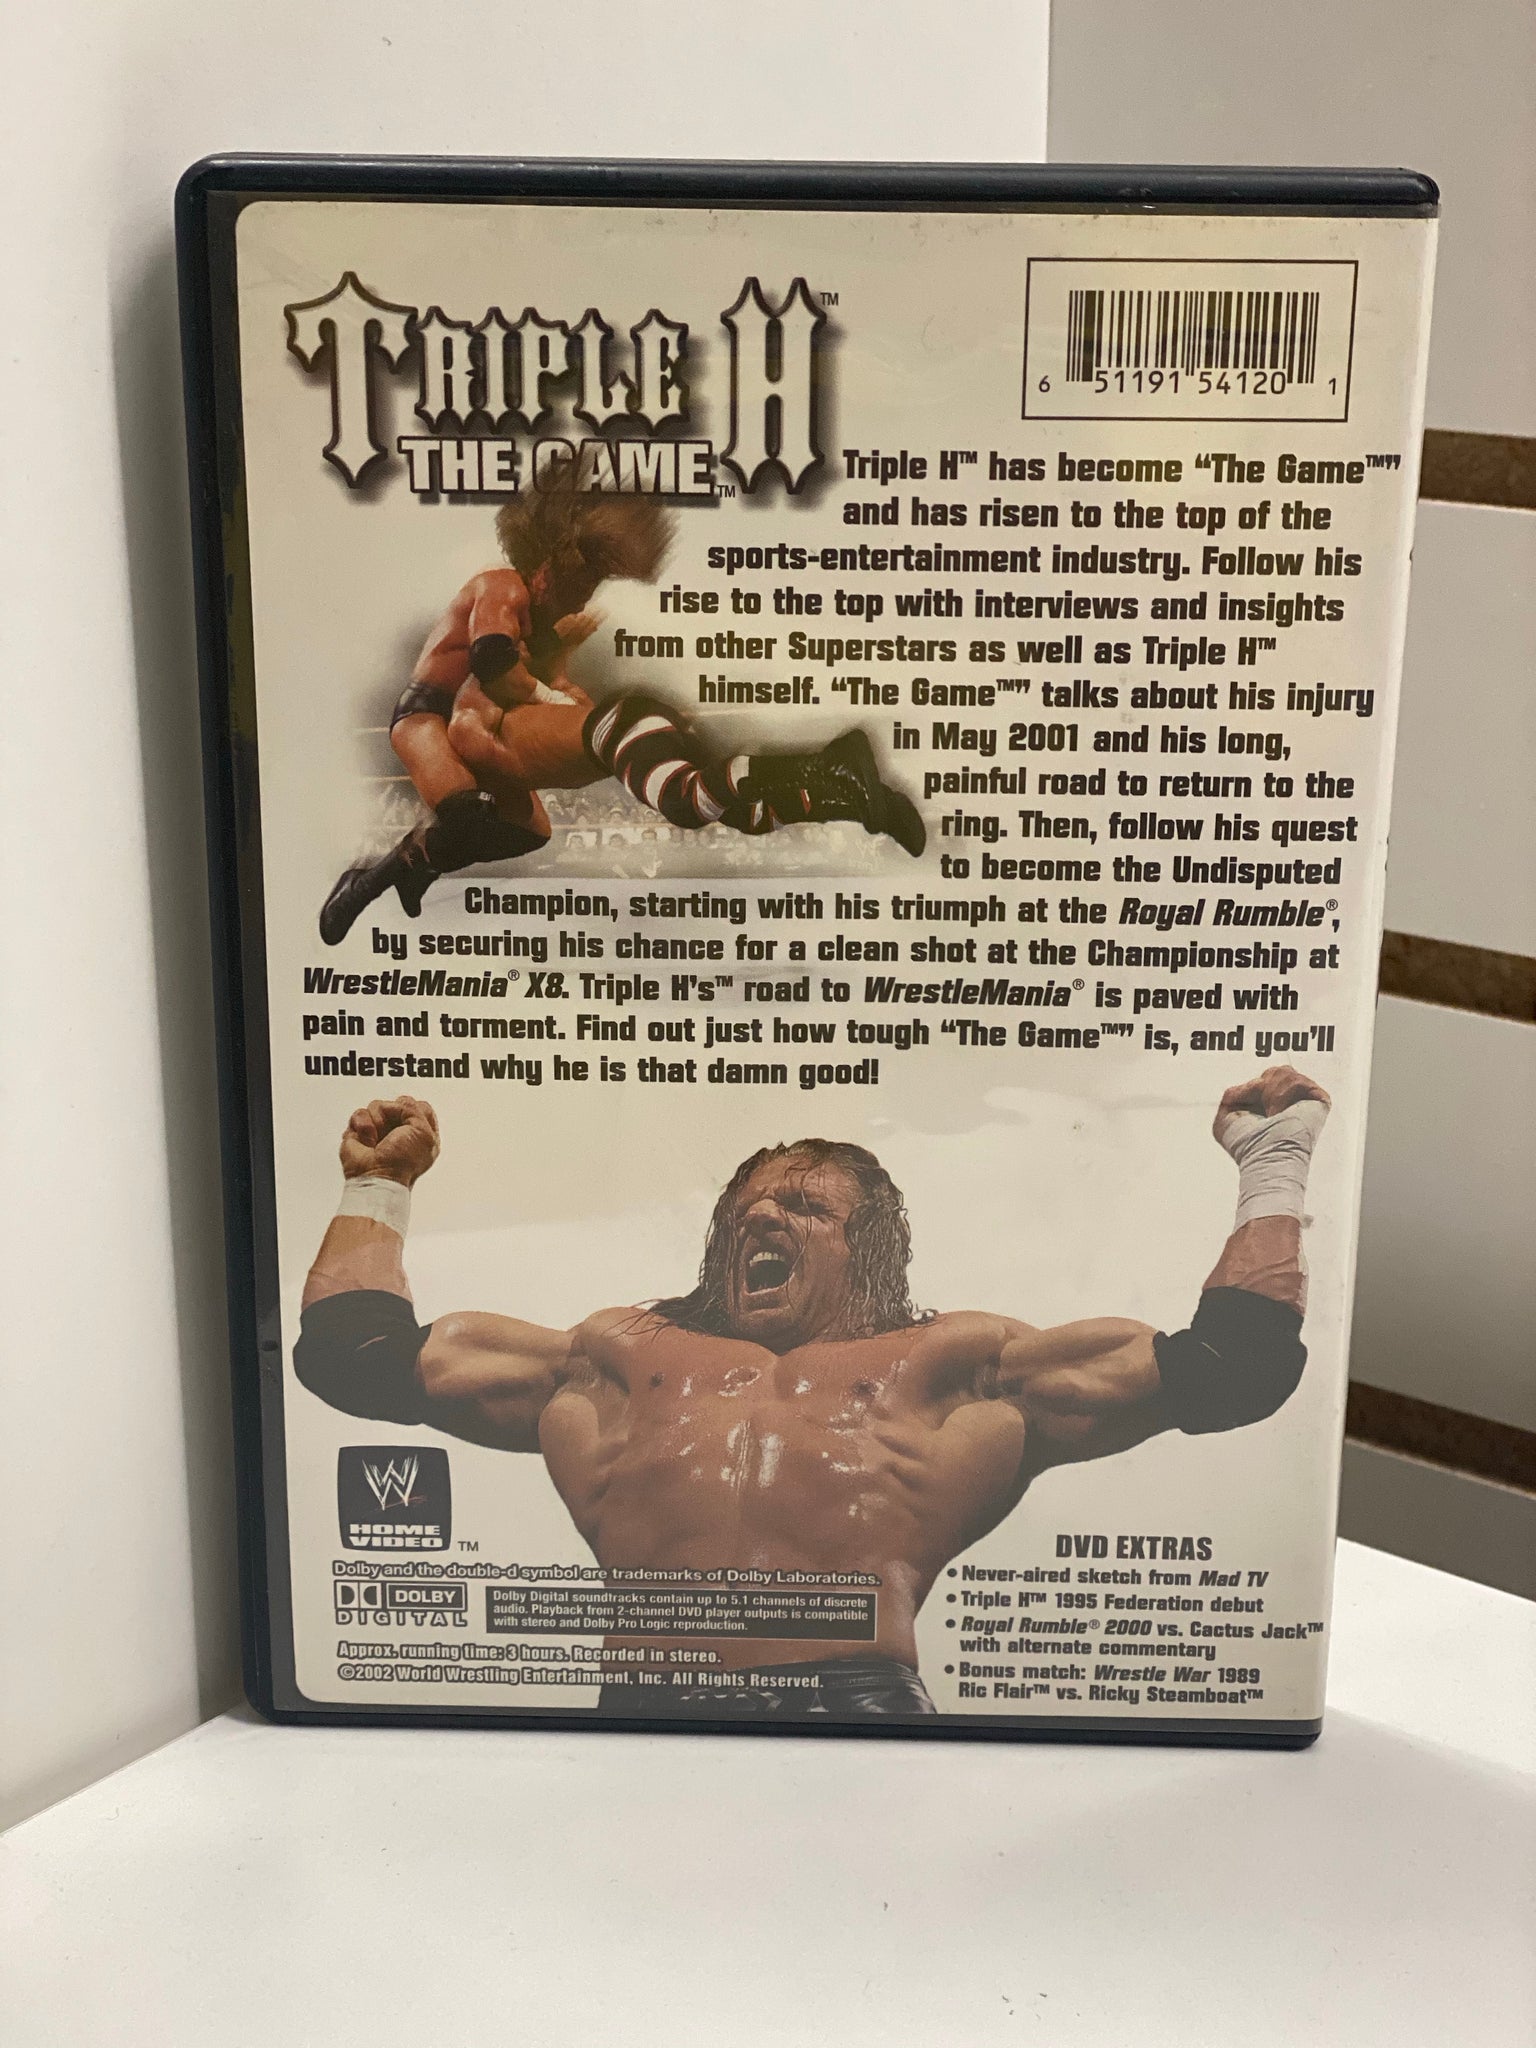 TRIPLE H™
THE GAME™
6 51191 54120 1
Triple H™ has become “The Game™”
and has risen to the top of the
sports-entertainment industry. Follow his
rise to the top with interviews and insights
from other Superstars as well as Triple H™
himself. “The Game™” talks about his injury
in May 2001 and his long,
painful road to return to the
ring. Then, follow his quest
to become the Undisputed
Champion, starting with his triumph at the Royal Rumble®,
by securing his chance for a clean shot at the Championship at
WrestleMania® X8. Triple H’s™ road to WrestleMania® is paved with
pain and torment. Find out just how tough “The Game™” is, and you’ll
understand why he is that damn good!
W
HOME
VIDEO ™
Dolby and the double-d symbol are trademarks of Dolby Laboratories.
DOLBY
DIGITAL
Dolby Digital soundtracks contain up to 5.1 channels of discrete
audio. Playback from 2-channel DVD player outputs is compatible
with stereo and Dolby Pro Logic reproduction.
Approx. running time: 3 hours. Recorded in stereo.
©2002 World Wrestling Entertainment, Inc. All Rights Reserved.
DVD EXTRAS
• Never-aired sketch from Mad TV
• Triple H™ 1995 Federation debut
• Royal Rumble® 2000 vs. Cactus Jack™
with alternate commentary
• Bonus match: Wrestle War 1989
Ric Flair™ vs. Ricky Steamboat™